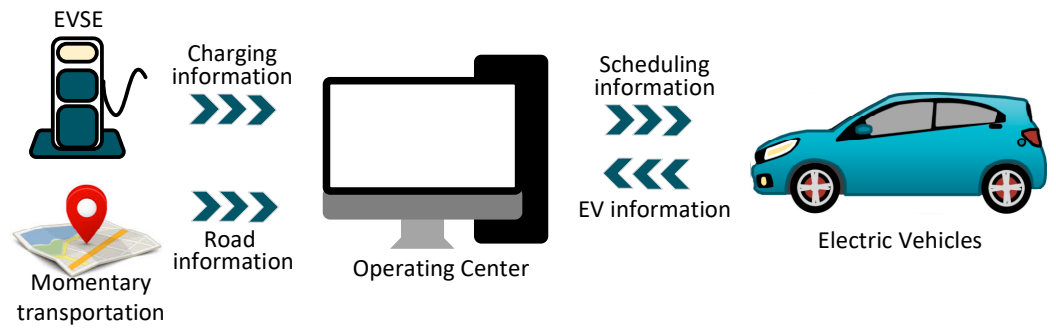 EVSE
Charging
information
Scheduling
information
EV information
Road
information
Operating Center
Electric Vehicles
Momentary
transportation